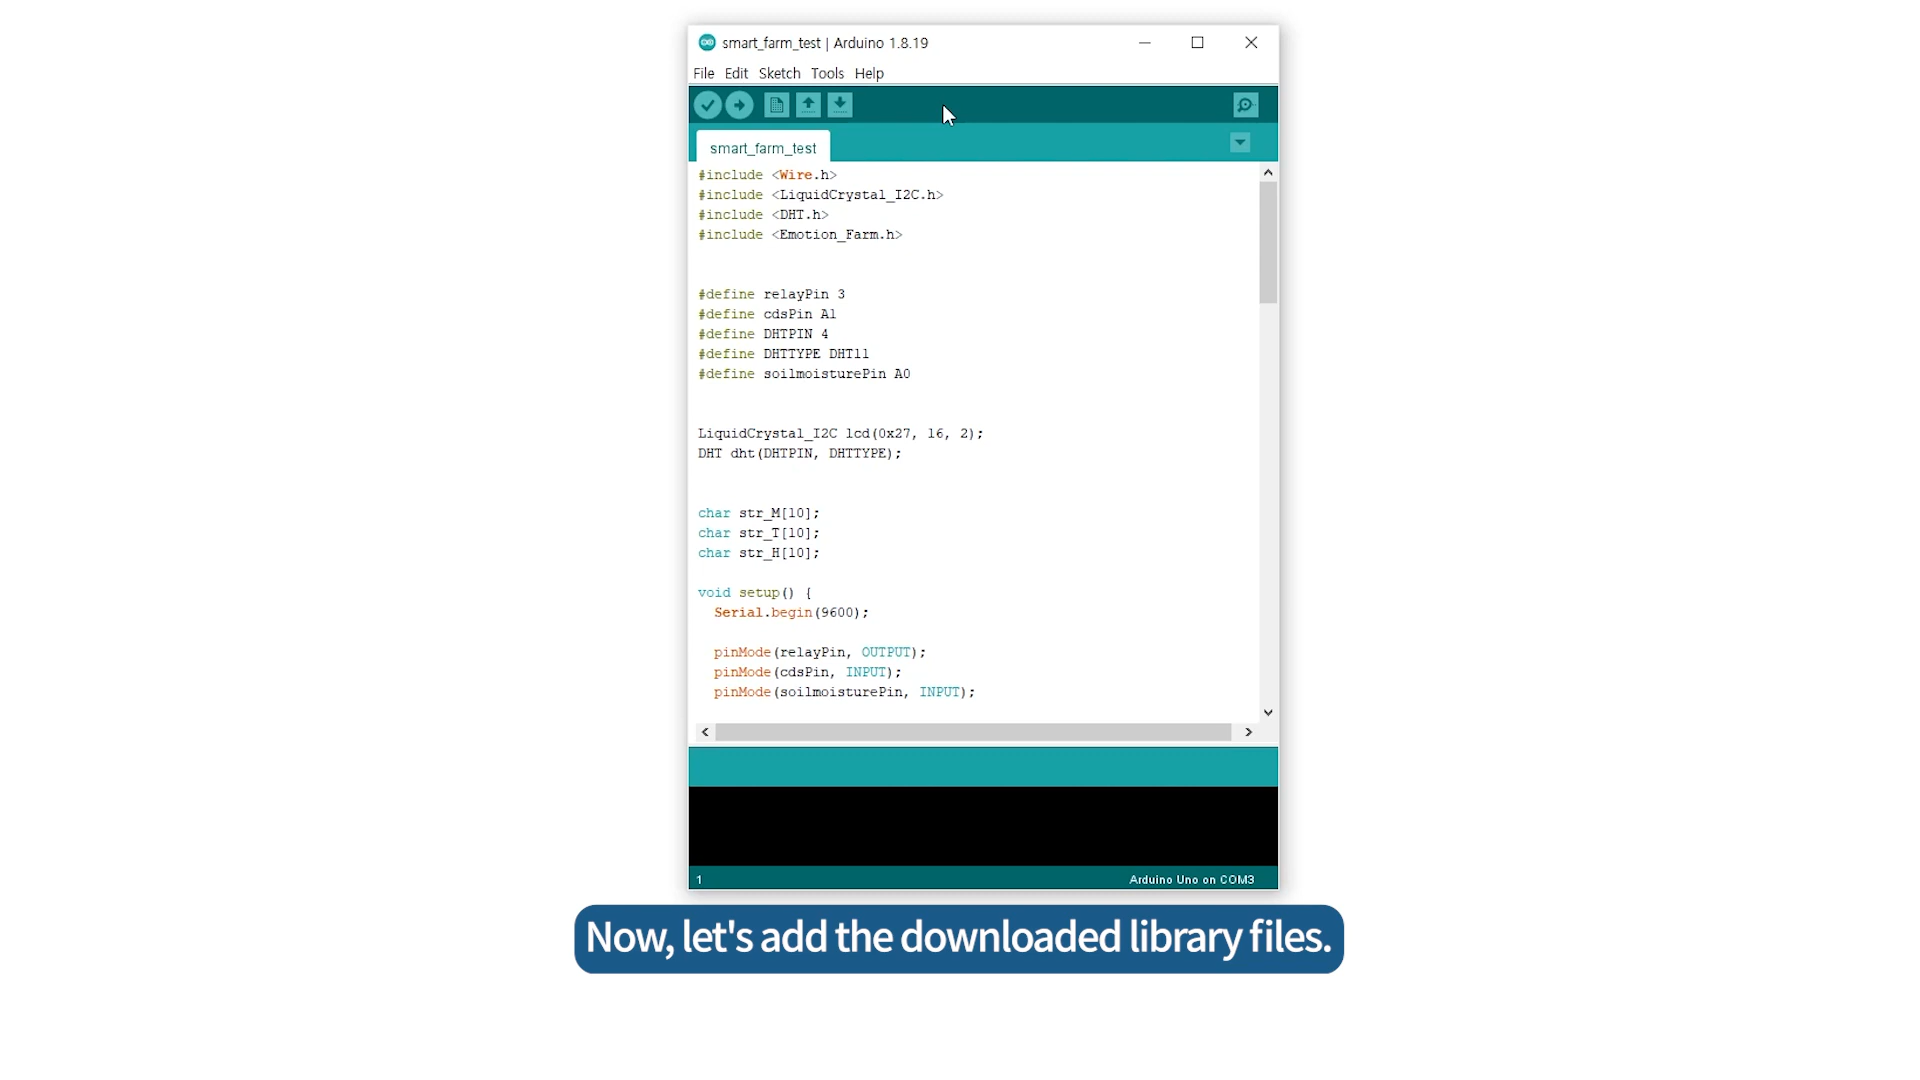 smart_farm_test | Arduino 1.8.19
File Edit Sketch Tools Help
smart_farm_test
#include <Wire.h>
#include <LiquidCrystal_I2C.h>
#include <DHT.h>
#include <Emotion_Farm.h>
#define relayPin 3
#define cdsPin A1
#define DHTPIN 4
#define DHTTYPE DHT11
#define soilmoisturePin A0
LiquidCrystal_I2C lcd(0x27, 16, 2);
DHT dht(DHTPIN, DHTTYPE);
char str_M[10];
char str_T[10];
char str_H[10];
void setup() {
Serial.begin(9600);
pinMode(relayPin, OUTPUT);
pinMode(cdsPin, INPUT);
pinMode(soilmoisturePin, INPUT);
1 Arduino Uno on COM3
Now, let's add the downloaded library files.